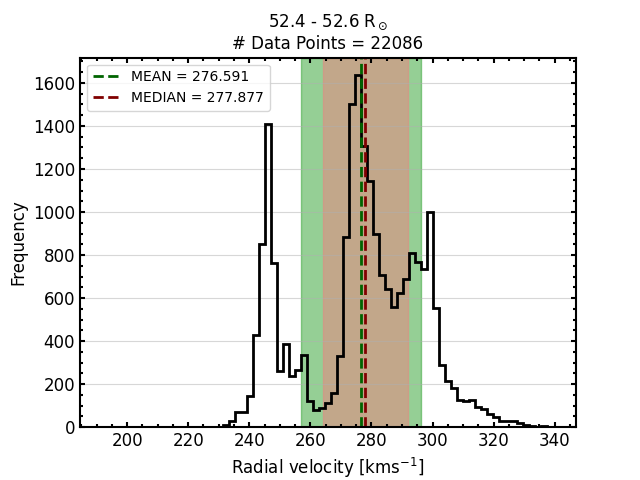 52.4 - 52.6 R⊙
# Data Points = 22086
MEAN = 276.591
MEDIAN = 277.877
1600
1400
1200
1000
800
600
400
200
0
Frequency
200 220 240 260 280 300 320 340
Radial velocity [kms⁻¹]